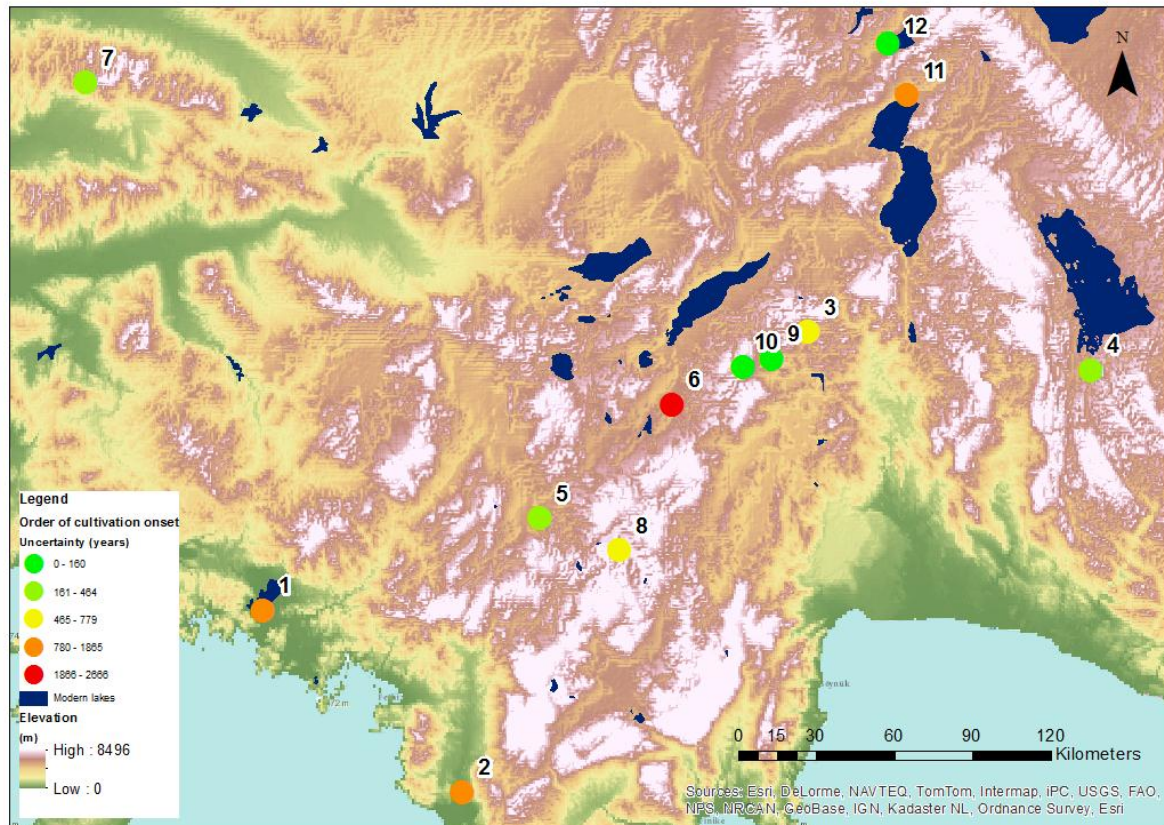 7
12
N
11
3
9
4
10
6
5
8
1
2
Legend
Order of cultivation onset
Uncertainty (years)
0 - 160
161 - 464
465 - 779
780 - 1865
1866 - 2666
Modern lakes
Elevation
(m)
High : 8496
Low : 0
72m
0 15 30 60 90 120
Kilometers
Sources: Esri, DeLorme, NAVTEQ, TomTom, Intermap, iPC, USGS, FAO,
NPS, NRCAN, GeoBase, IGN, Kadaster NL, Ordnance Survey, Esri